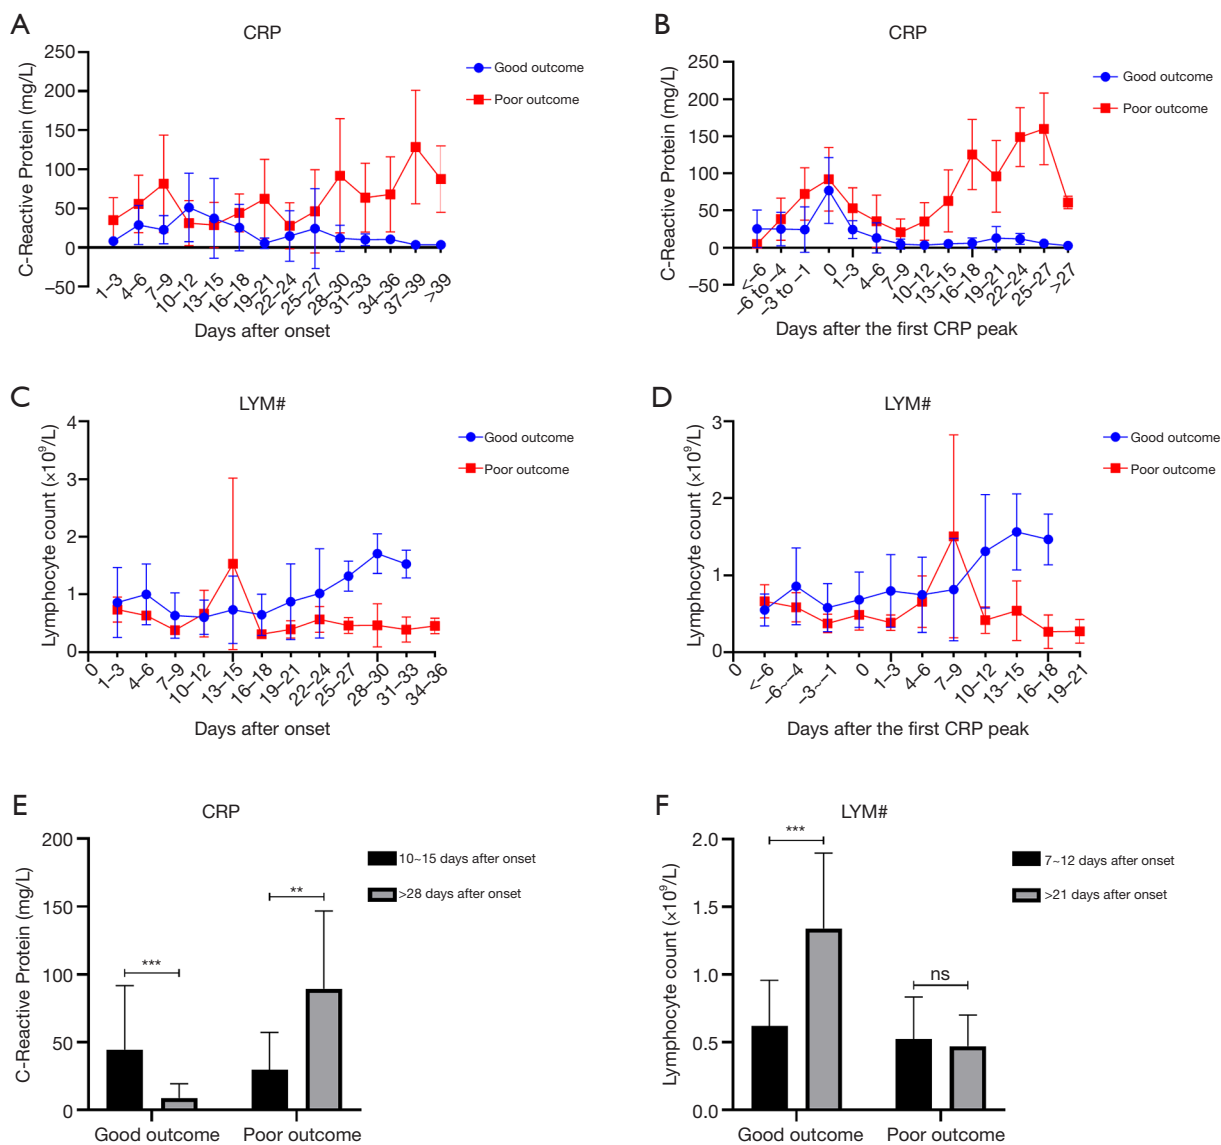 A
CRP
C-Reactive Protein (mg/L)
250
200
150
100
50
0
−50
1−3
4−6
7−9
10−12
13−15
16−18
19−21
22−24
25−27
28−30
31−33
34−36
37−39
>39
Days after onset
Good outcome
Poor outcome
B
CRP
C-Reactive Protein (mg/L)
250
200
150
100
50
0
−50
<−6
−6 to −4
−3 to −1
0
1−3
4−6
7−9
10−12
13−15
16−18
19−21
22−24
25−27
>27
Days after the first CRP peak
Good outcome
Poor outcome
C
LYM#
Lymphocyte count (×10⁹/L)
4
3
2
1
0
0
1−3
4−6
7−9
10−12
13−15
16−18
19−21
22−24
25−27
28−30
31−33
34−36
Days after onset
Good outcome
Poor outcome
D
LYM#
Lymphocyte count (×10⁹/L)
3
2
1
0
0
<−6
−6~−4
−3~−1
0
1−3
4−6
7−9
10−12
13−15
16−18
19−21
Days after the first CRP peak
Good outcome
Poor outcome
E
CRP
C-Reactive Protein (mg/L)
200
150
100
50
0
***
**
Good outcome
Poor outcome
10~15 days after onset
>28 days after onset
F
LYM#
Lymphocyte count (×10⁹/L)
2.0
1.5
1.0
0.5
0.0
***
ns
Good outcome
Poor outcome
7~12 days after onset
>21 days after onset